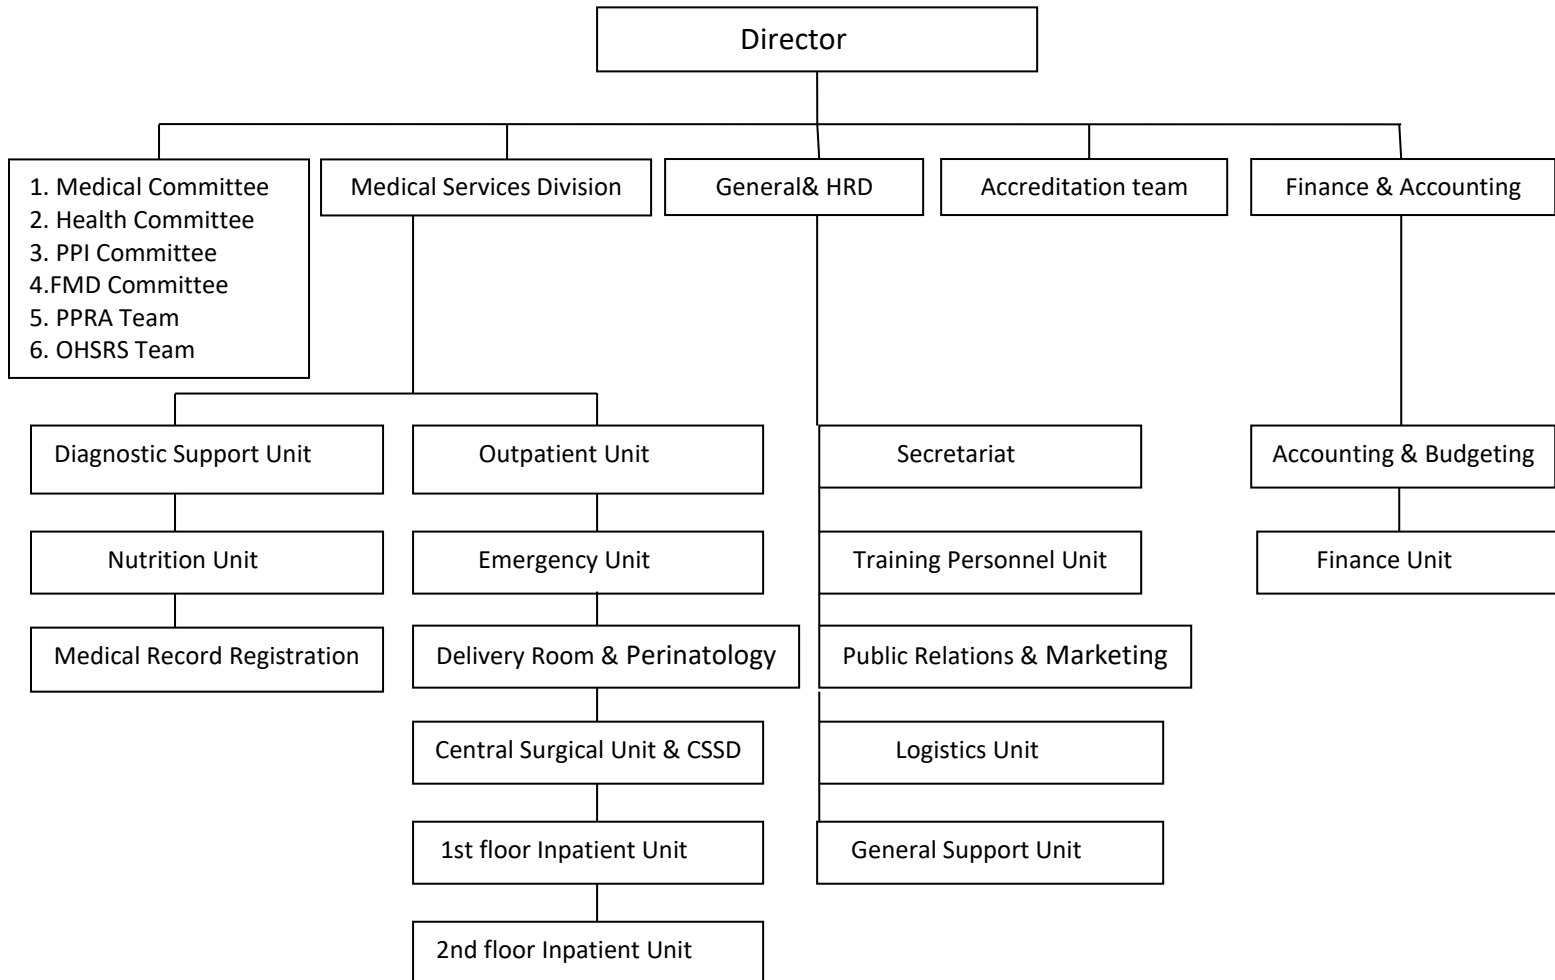 Director
1. Medical Committee
2. Health Committee
3. PPI Committee
4.FMD Committee
5. PPRA Team
6. OHSRS Team
Medical Services Division
General& HRD
Accreditation team
Finance & Accounting
Diagnostic Support Unit
Outpatient Unit
Secretariat
Accounting & Budgeting
Nutrition Unit
Emergency Unit
Training Personnel Unit
Finance Unit
Medical Record Registration
Delivery Room & Perinatology
Public Relations & Marketing
Central Surgical Unit & CSSD
Logistics Unit
1st floor Inpatient Unit
General Support Unit
2nd floor Inpatient Unit